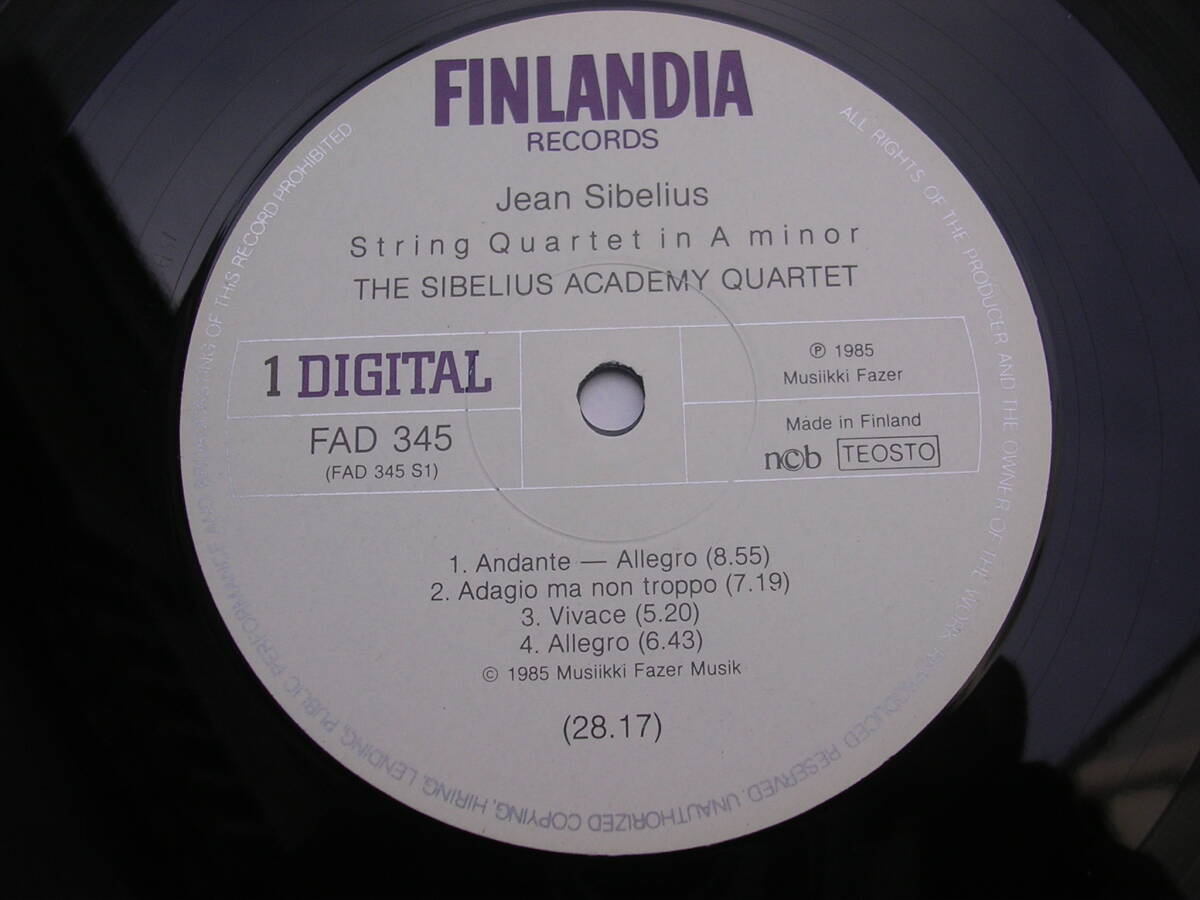 FINLANDIA
RECORDS
Jean Sibelius
String Quartet in A minor
THE SIBELIUS ACADEMY QUARTET
1 DIGITAL
FAD 345
(FAD 345 S1)
℗ 1985
Musiikki Fazer
Made in Finland
ncb TEOSTO
1. Andante — Allegro (8.55)
2. Adagio ma non troppo (7.19)
3. Vivace (5.20)
4. Allegro (6.43)
© 1985 Musiikki Fazer Musik
(28.17)
ALL RIGHTS OF THE PRODUCER AND THE OWNER OF THE WORK REPRODUCED RESERVED. UNAUTHORIZED COPYING, HIRING, LENDING, PUBLIC PERFORMANCE AND BROADCASTING OF THIS RECORD PROHIBITED